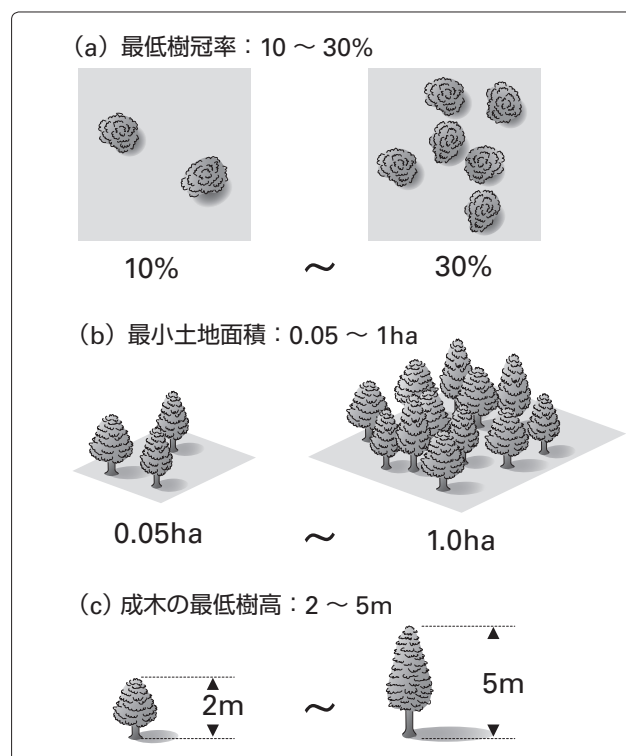 （a）最低樹冠率：10 ～ 30%
10% ～ 30%
（b）最小土地面積：0.05 ～ 1ha
0.05ha ～ 1.0ha
（c）成木の最低樹高：2 ～ 5m
2m ～ 5m